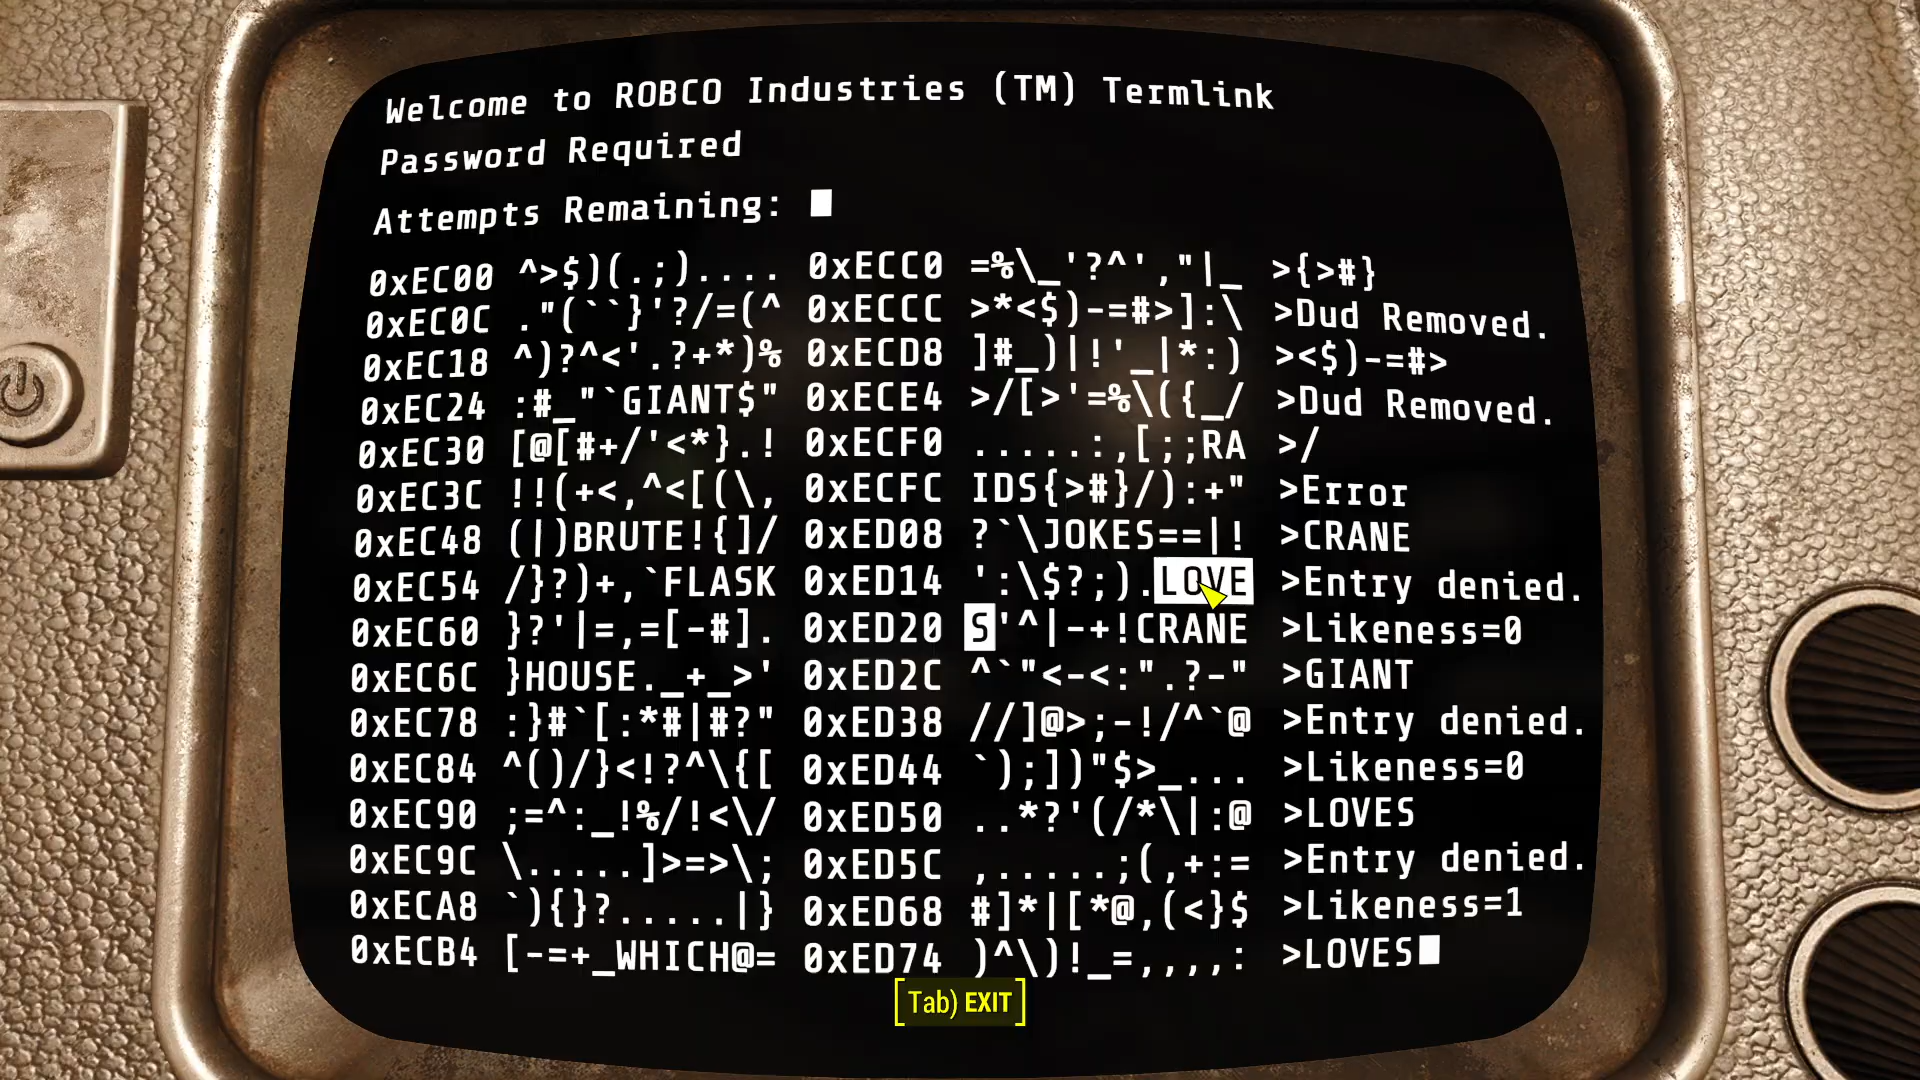 Welcome to ROBCO Industries (TM) Termlink
Password Required
Attempts Remaining: ■
0xEC00 ^>$)(.;).... 0xECC0 =%\_'?^',"|_ >{>#}
0xEC0C ."(``}'?/=(^ 0xECCC >*<$)-=#>]:\ >Dud Removed.
0xEC18 ^)?^<'.?+*)% 0xECD8 ]#_)|!'_|*:) ><$)-=#>
0xEC24 :#_"`GIANT$" 0xECE4 >/[>'=%\({_/ >Dud Removed.
0xEC30 [@[#+/'<*}.! 0xECF0 .....:,[;;RA >/
0xEC3C !!(+<,^<[(\, 0xECFC IDS{>#}/):+" >Error
0xEC48 (|)BRUTE!{]/ 0xED08 ?`\JOKES==|! >CRANE
0xEC54 /}?)+,`FLASK 0xED14 ':\$?;).LOVE >Entry denied.
0xEC60 }?'|=,=[-#]. 0xED20 S'^|-+!CRANE >Likeness=0
0xEC6C }HOUSE._+_>' 0xED2C ^`"<-<:".?-" >GIANT
0xEC78 :}#`[:*#|#?" 0xED38 //]@>;-!/^`@ >Entry denied.
0xEC84 ^()/}<!?^\{[ 0xED44 `);])"$>_... >Likeness=0
0xEC90 ;=^:_!%/!<\/ 0xED50 ..*?'(/*\|:@ >LOVES
0xEC9C \.....]>=>\; 0xED5C ,.....;(,+:= >Entry denied.
0xECA8 `){}?.....|} 0xED68 #]*|[*@,(<}$ >Likeness=1
0xECB4 [-=+_WHICH@= 0xED74 )^\)!_=,,,,: >LOVES■
[Tab) EXIT]